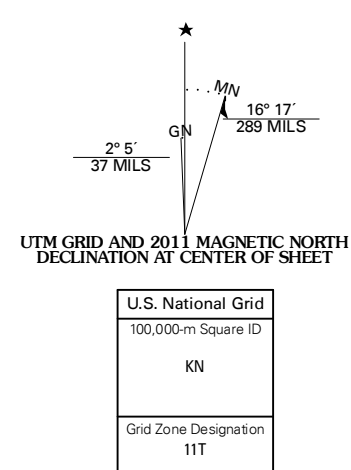 ★
MN
16° 17´
289 MILS
GN
2° 5´
37 MILS
UTM GRID AND 2011 MAGNETIC NORTH
DECLINATION AT CENTER OF SHEET
U.S. National Grid
100,000-m Square ID
KN
Grid Zone Designation
11T